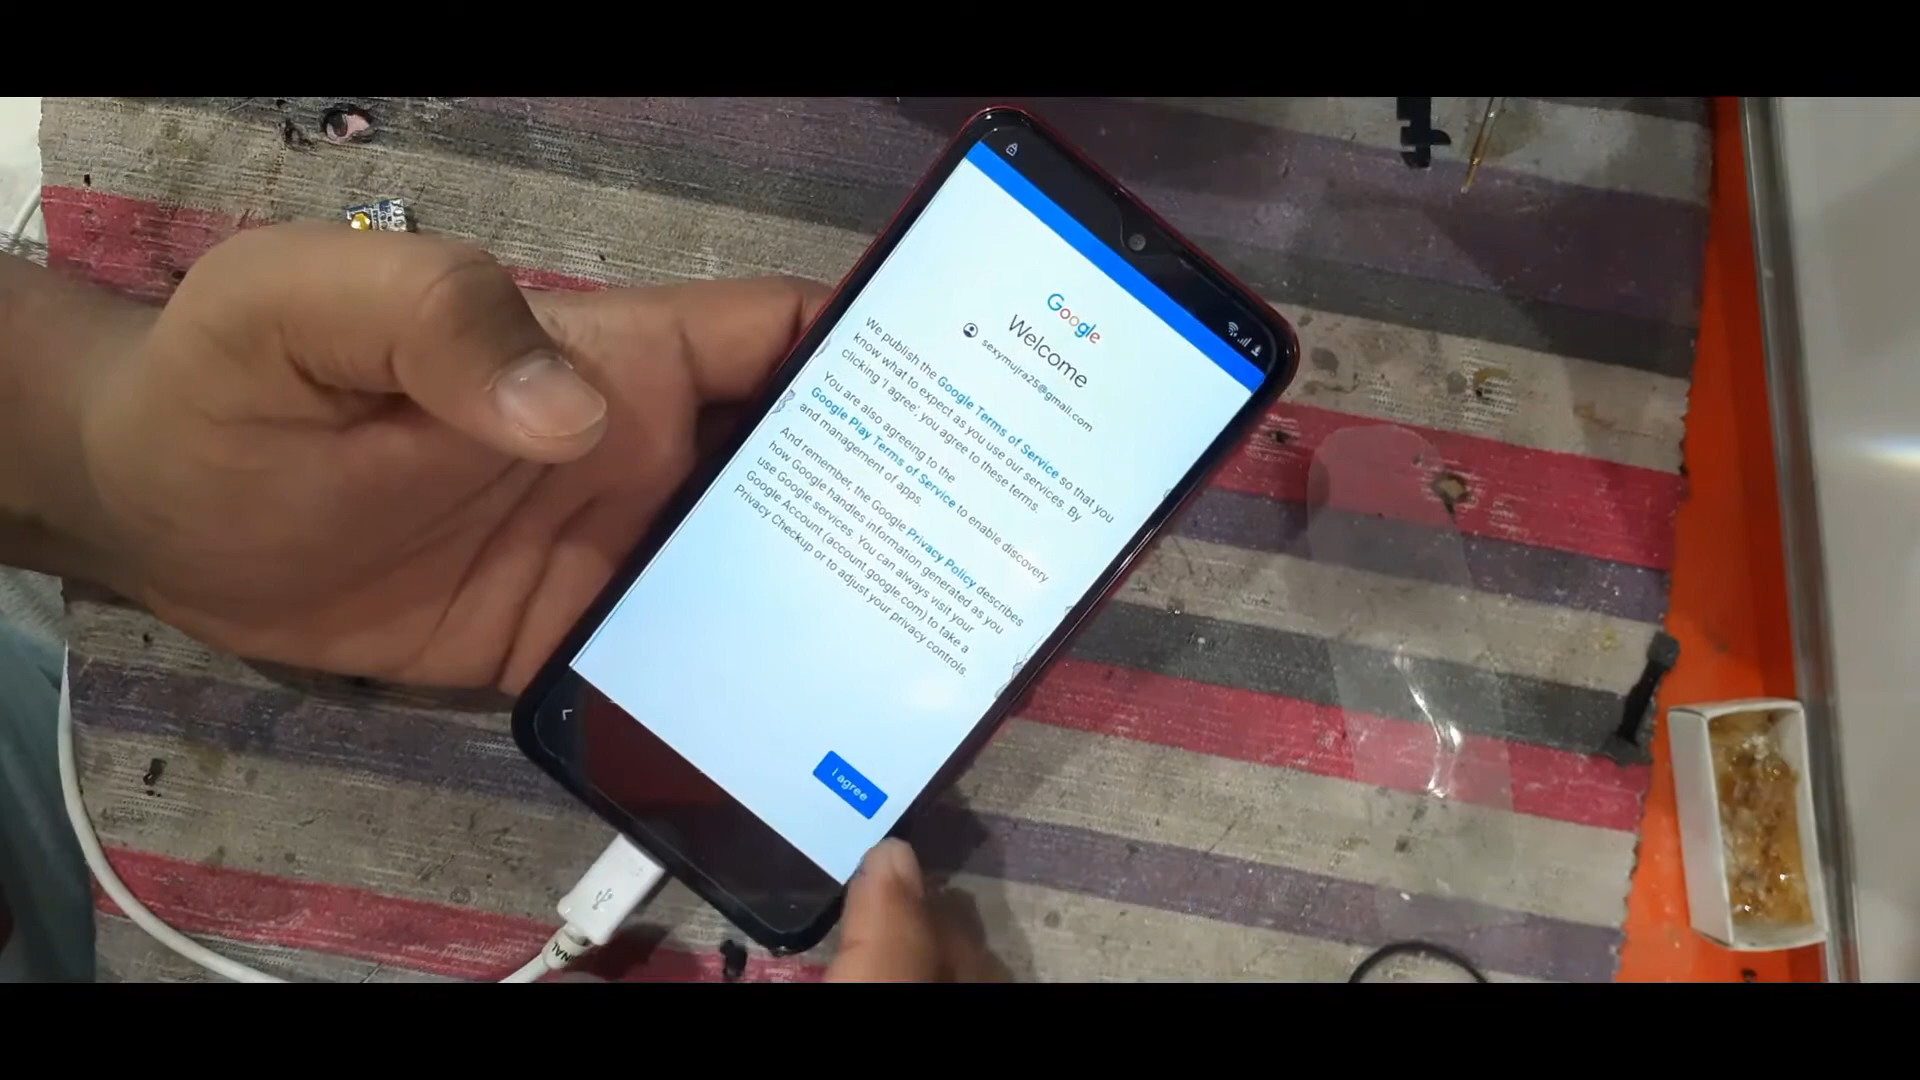 Google
Welcome
sexymujra25@gmail.com
We publish the Google Terms of Service so that you
know what to expect as you use our services. By
clicking 'I agree', you agree to these terms.
You are also agreeing to the
Google Play Terms of Service to enable discovery
and management of apps.
And remember, the Google Privacy Policy describes
how Google handles information generated as you
use Google services. You can always visit your
Google Account (account.google.com) to take a
Privacy Checkup or to adjust your privacy controls.
I agree